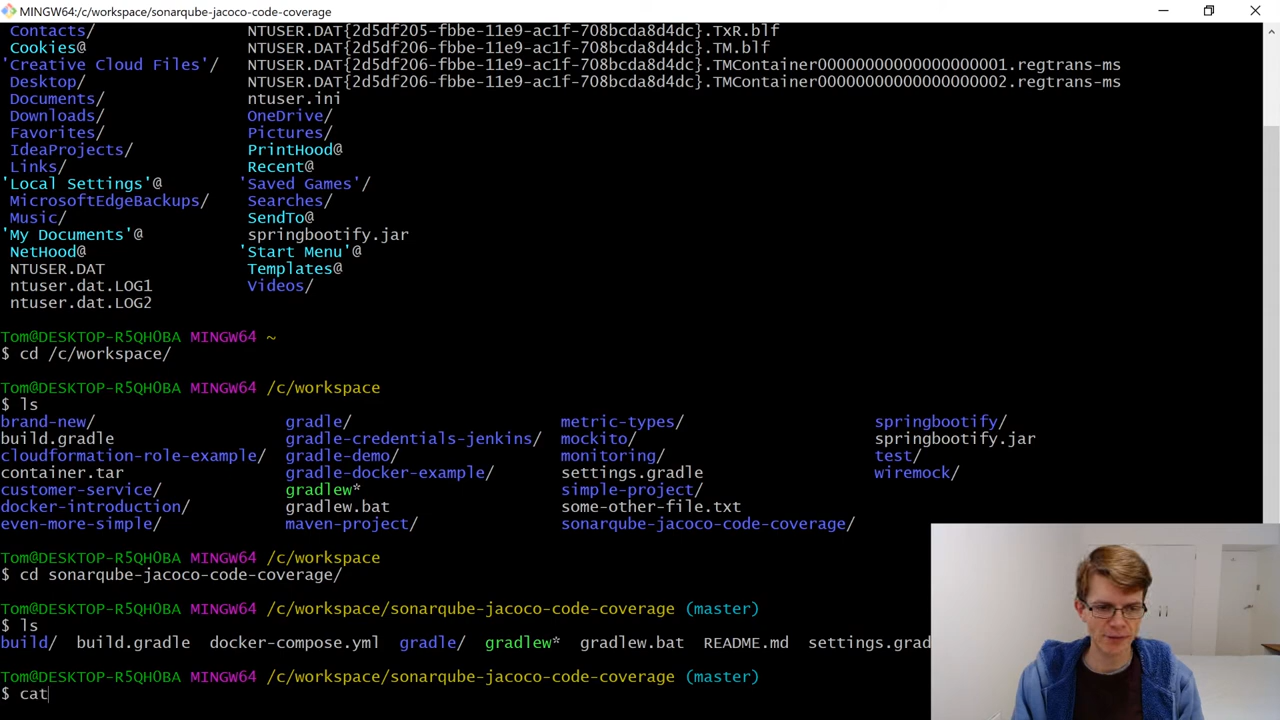 MINGW64:/c/workspace/sonarqube-jacoco-code-coverage
Contacts/ NTUSER.DAT{2d5df205-fbbe-11e9-ac1f-708bcda8d4dc}.TxR.blf
Cookies@ NTUSER.DAT{2d5df206-fbbe-11e9-ac1f-708bcda8d4dc}.TM.blf
'Creative Cloud Files'/ NTUSER.DAT{2d5df206-fbbe-11e9-ac1f-708bcda8d4dc}.TMContainer00000000000000000001.regtrans-ms
Desktop/ NTUSER.DAT{2d5df206-fbbe-11e9-ac1f-708bcda8d4dc}.TMContainer00000000000000000002.regtrans-ms
Documents/ ntuser.ini
Downloads/ OneDrive/
Favorites/ Pictures/
IdeaProjects/ PrintHood@
Links/ Recent@
'Local Settings'@ 'Saved Games'/
MicrosoftEdgeBackups/ Searches/
Music/ SendTo@
'My Documents'@ springbootify.jar
NetHood@ 'Start Menu'@
NTUSER.DAT Templates@
ntuser.dat.LOG1 Videos/
ntuser.dat.LOG2
Tom@DESKTOP-R5QH0BA MINGW64 ~
$ cd /c/workspace/
Tom@DESKTOP-R5QH0BA MINGW64 /c/workspace
$ ls
brand-new/ gradle/ metric-types/ springbootify/
build.gradle gradle-credentials-jenkins/ mockito/ springbootify.jar
cloudformation-role-example/ gradle-demo/ monitoring/ test/
container.tar gradle-docker-example/ settings.gradle wiremock/
customer-service/ gradlew* simple-project/
docker-introduction/ gradlew.bat some-other-file.txt
even-more-simple/ maven-project/ sonarqube-jacoco-code-coverage/
Tom@DESKTOP-R5QH0BA MINGW64 /c/workspace
$ cd sonarqube-jacoco-code-coverage/
Tom@DESKTOP-R5QH0BA MINGW64 /c/workspace/sonarqube-jacoco-code-coverage (master)
$ ls
build/ build.gradle docker-compose.yml gradle/ gradlew* gradlew.bat README.md settings.grad
Tom@DESKTOP-R5QH0BA MINGW64 /c/workspace/sonarqube-jacoco-code-coverage (master)
$ cat